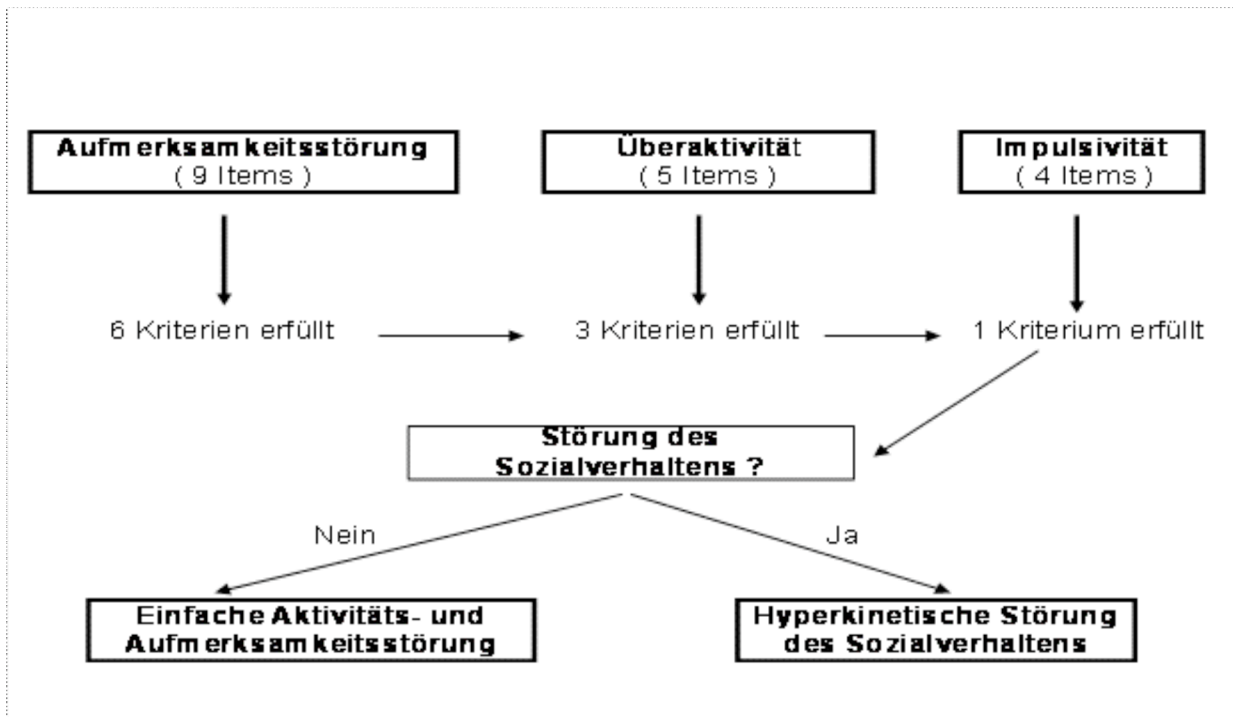 Aufmerksamkeitsstörung
( 9 Items )
Überaktivität
( 5 Items )
Impulsivität
( 4 Items )
6 Kriterien erfüllt
3 Kriterien erfüllt
1 Kriterium erfüllt
Störung des
Sozialverhaltens ?
Nein
Ja
Einfache Aktivitäts- und
Aufmerksamkeitsstörung
Hyperkinetische Störung
des Sozialverhaltens